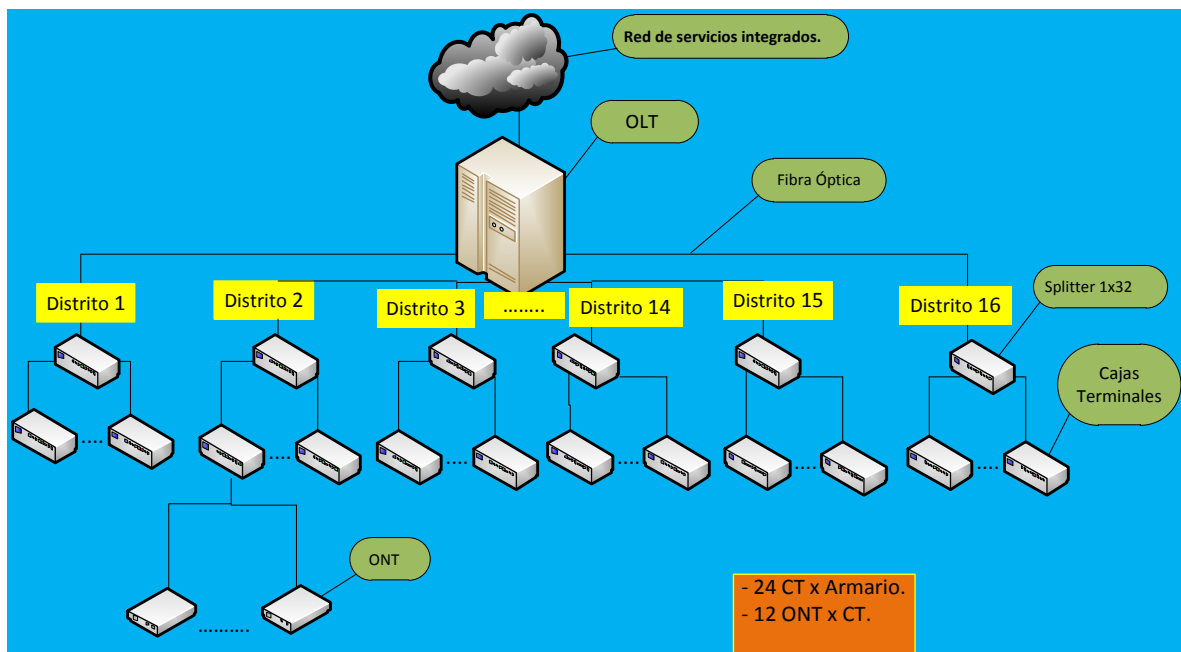 Red de servicios integrados.
OLT
Fibra Óptica
Distrito 1
Distrito 2
Distrito 3
........
Distrito 14
Distrito 15
Distrito 16
Splitter 1x32
Cajas
Terminales
....
....
....
....
....
....
ONT
..........
- 24 CT x Armario.
- 12 ONT x CT.